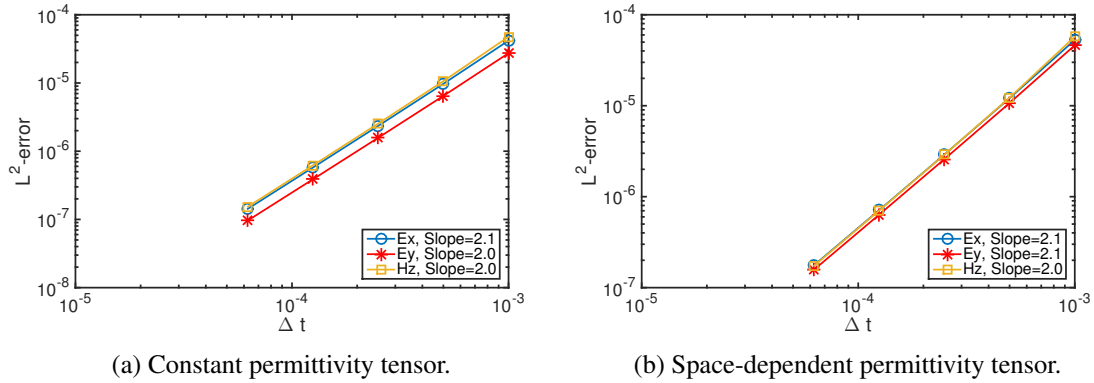 10^-4
10^-5
10^-6
10^-7
10^-8
L^2-error
10^-5
10^-4
10^-3
Δ t
Ex, Slope=2.1
Ey, Slope=2.0
Hz, Slope=2.0
(a) Constant permittivity tensor.
10^-4
10^-5
10^-6
10^-7
L^2-error
10^-5
10^-4
10^-3
Δ t
Ex, Slope=2.1
Ey, Slope=2.1
Hz, Slope=2.0
(b) Space-dependent permittivity tensor.